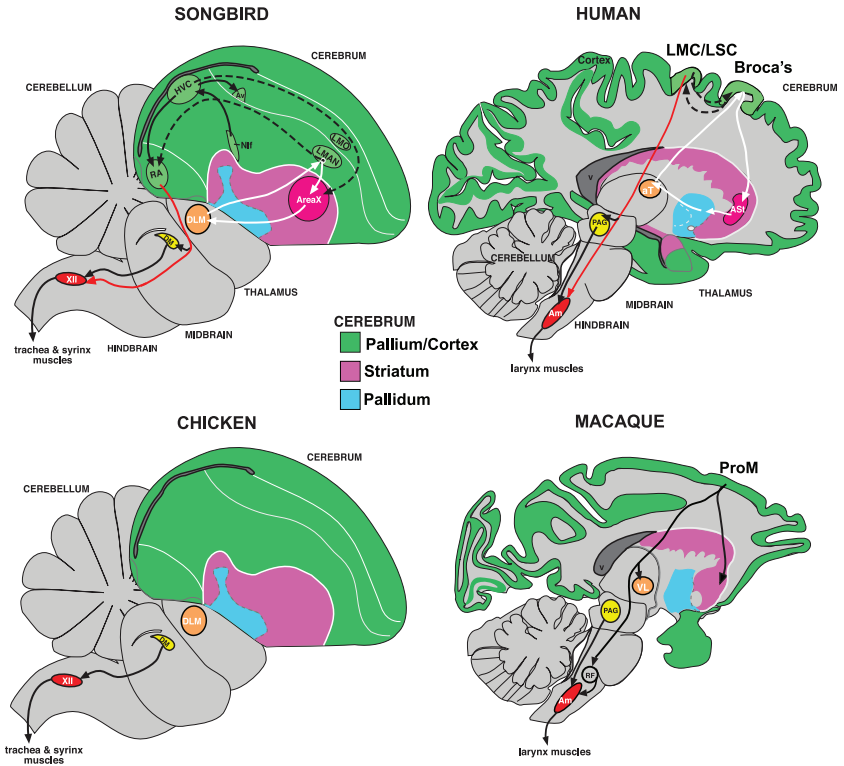 SONGBIRD
CEREBELLUM
CEREBRUM
HVC
Av
LMO
NIf
LMAN
RA
AreaX
DLM
DM
XII
THALAMUS
MIDBRAIN
HINDBRAIN
trachea & syrinx
muscles
HUMAN
LMC/LSC
Cortex
Broca's
CEREBRUM
V
aT
ASt
PAG
CEREBELLUM
Am
THALAMUS
MIDBRAIN
HINDBRAIN
larynx muscles
CEREBRUM
Pallium/Cortex
Striatum
Pallidum
CHICKEN
CEREBELLUM
CEREBRUM
DLM
DM
XII
trachea & syrinx
muscles
MACAQUE
ProM
V
VL
PAG
RF
Am
larynx muscles